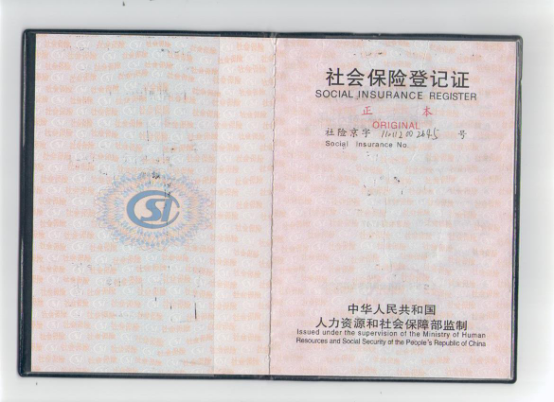 CSI
社会保险登记证
SOCIAL INSURANCE REGISTER
正 本
ORIGINAL
社险京字 号
Social Insurance No.
中华人民共和国
人力资源和社会保障部监制
Issued under the supervision of the Ministry of Human
Resources and Social Security of the People's Republic of China